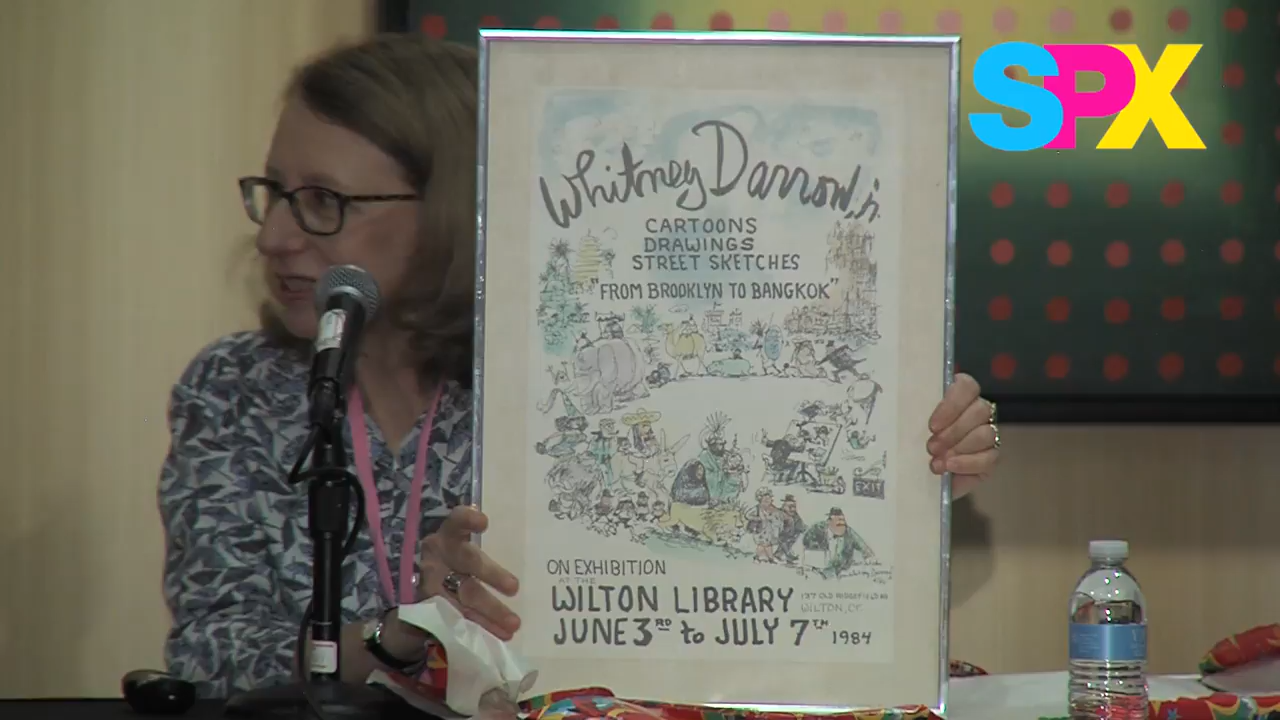 SPX
Whitney Darrow, jr.
CARTOONS
DRAWINGS
STREET SKETCHES
"FROM BROOKLYN TO BANGKOK"
EXIT
ON EXHIBITION
AT THE
WILTON LIBRARY
WILTON, CT.
JUNE 3RD to JULY 7TH 1984